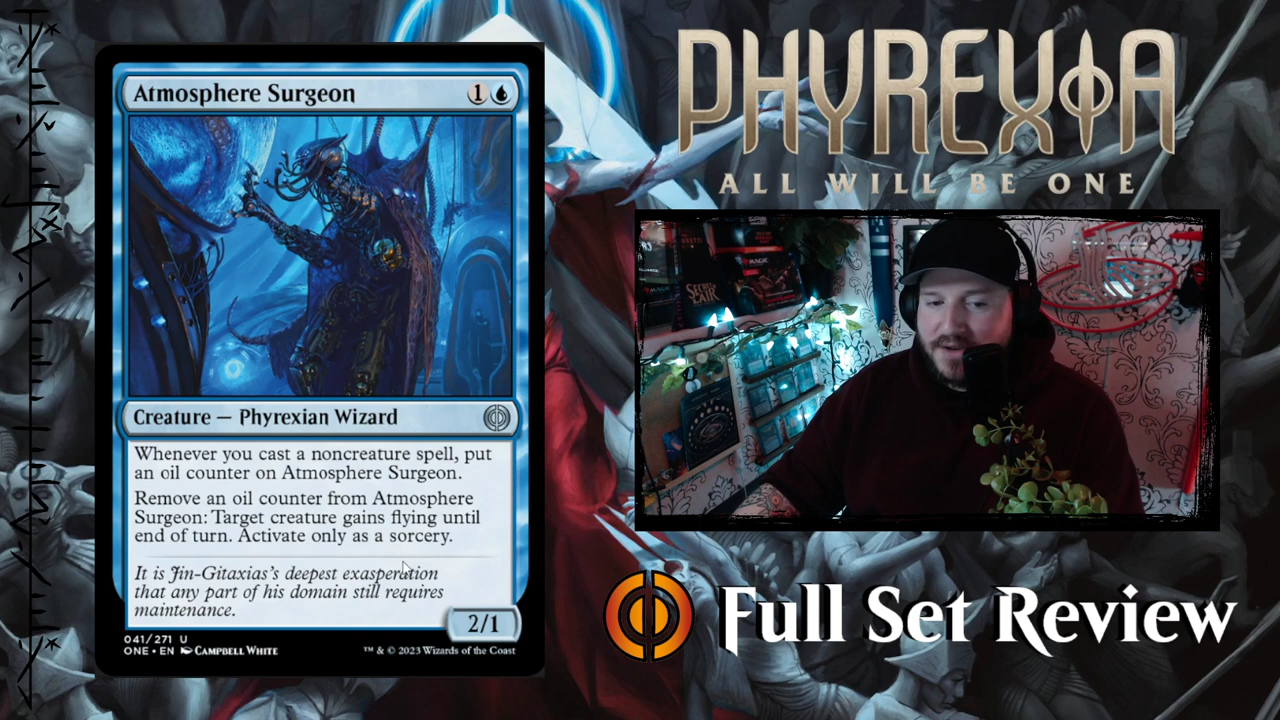 Atmosphere Surgeon
1
Creature — Phyrexian Wizard
Whenever you cast a noncreature spell, put
an oil counter on Atmosphere Surgeon.
Remove an oil counter from Atmosphere
Surgeon: Target creature gains flying until
end of turn. Activate only as a sorcery.
It is Jin-Gitaxias's deepest exasperation
that any part of his domain still requires
maintenance.
2/1
041/271 U
ONE • EN CAMPBELL WHITE
™ & © 2023 Wizards of the Coast
PHYREXIA
ALL WILL BE ONE
MAGIC
SECRET
LAIR
Full Set Review